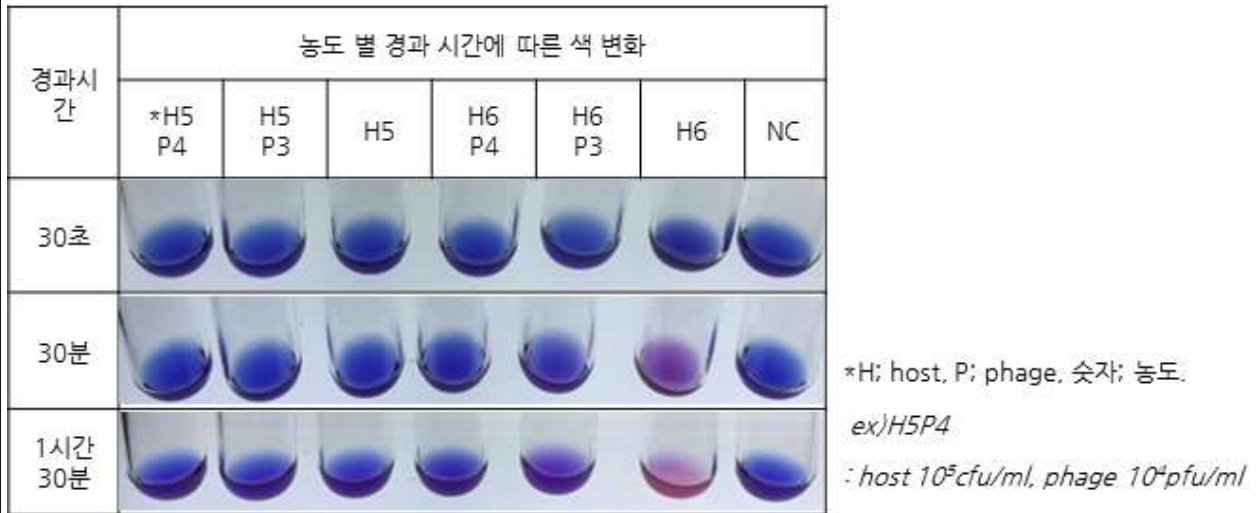 농도 별 경과 시간에 따른 색 변화
경과시
간
*H5
P4
H5
P3
H5
H6
P4
H6
P3
H6
NC
30초
30분
1시간
30분
*H; host, P; phage, 숫자; 농도.
ex)H5P4
: host 10⁵cfu/ml, phage 10⁴pfu/ml